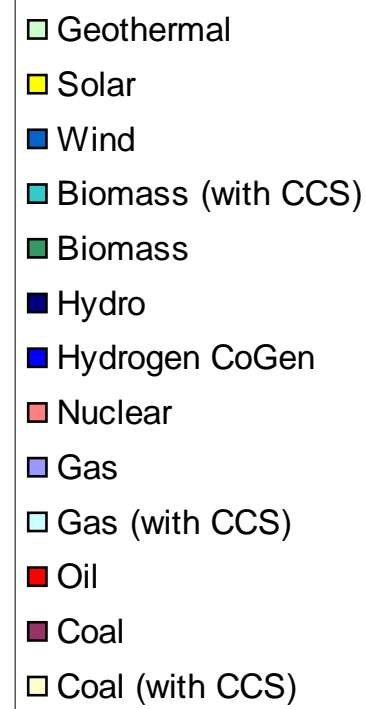 Geothermal
Solar
Wind
Biomass (with CCS)
Biomass
Hydro
Hydrogen CoGen
Nuclear
Gas
Gas (with CCS)
Oil
Coal
Coal (with CCS)